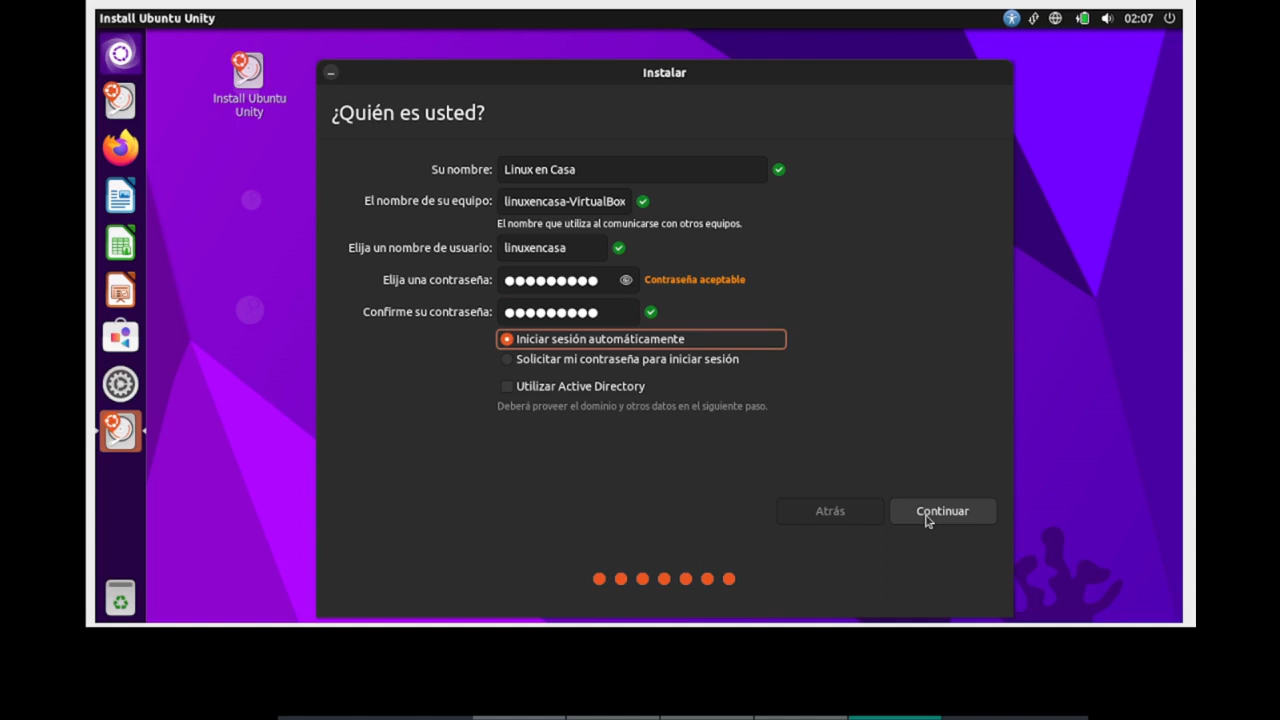 Install Ubuntu Unity
02:07
Install Ubuntu
Unity
Instalar
¿Quién es usted?
Su nombre: Linux en Casa
El nombre de su equipo: linuxencasa-VirtualBox
El nombre que utiliza al comunicarse con otros equipos.
Elija un nombre de usuario: linuxencasa
Elija una contraseña: ●●●●●●●●● Contraseña aceptable
Confirme su contraseña: ●●●●●●●●●
Iniciar sesión automáticamente
Solicitar mi contraseña para iniciar sesión
Utilizar Active Directory
Deberá proveer el dominio y otros datos en el siguiente paso.
Atrás Continuar